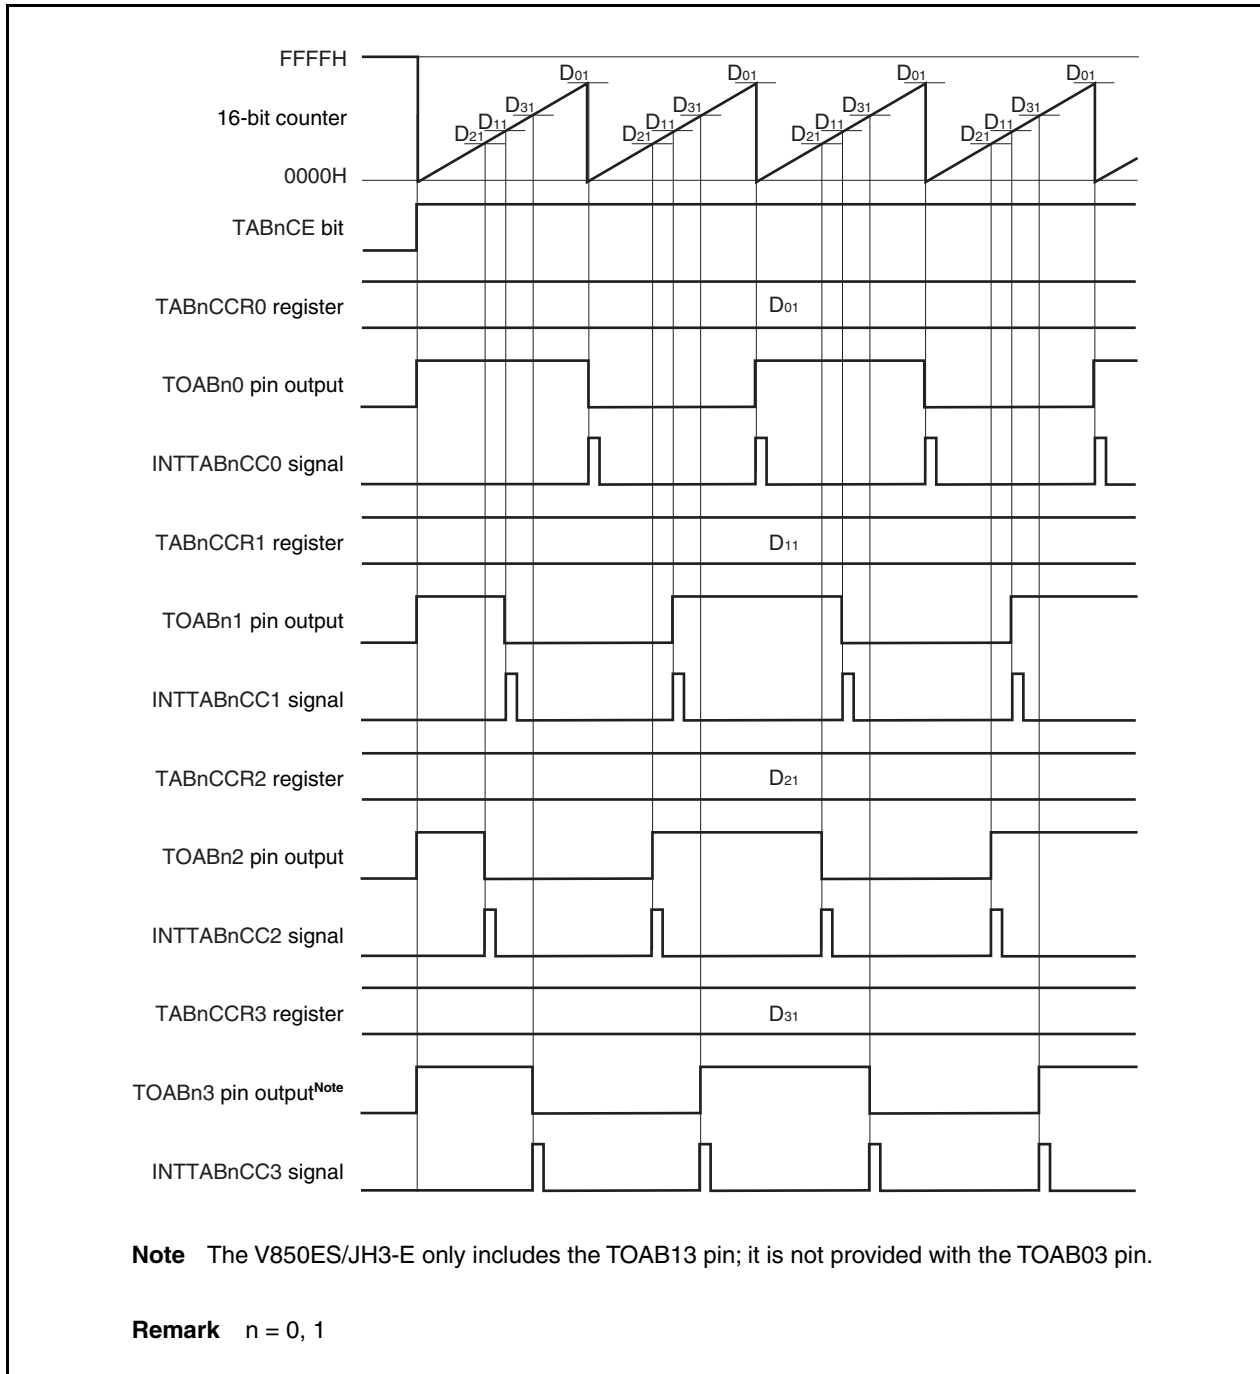 FFFFH
D01 D01 D01 D01
D31 D31 D31 D31
16-bit counter
D11 D11 D11 D11
D21 D21 D21 D21
0000H
TABnCE bit
TABnCCR0 register D01
TOABn0 pin output
INTTABnCC0 signal
TABnCCR1 register D11
TOABn1 pin output
INTTABnCC1 signal
TABnCCR2 register D21
TOABn2 pin output
INTTABnCC2 signal
TABnCCR3 register D31
TOABn3 pin outputNote
INTTABnCC3 signal
Note The V850ES/JH3-E only includes the TOAB13 pin; it is not provided with the TOAB03 pin.
Remark n = 0, 1